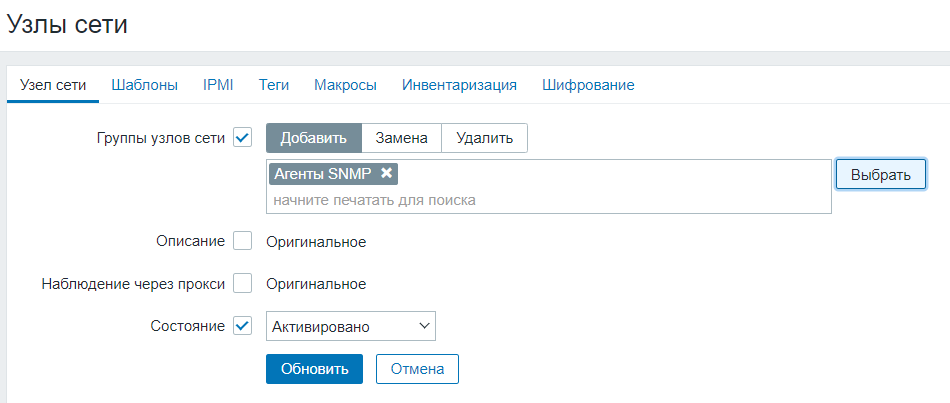 Узлы сети
Узел сети Шаблоны IPMI Теги Макросы Инвентаризация Шифрование
Группы узлов сети Добавить Замена Удалить
Агенты SNMP Выбрать
начните печатать для поиска
Описание Оригинальное
Наблюдение через прокси Оригинальное
Состояние Активировано
Обновить Отмена